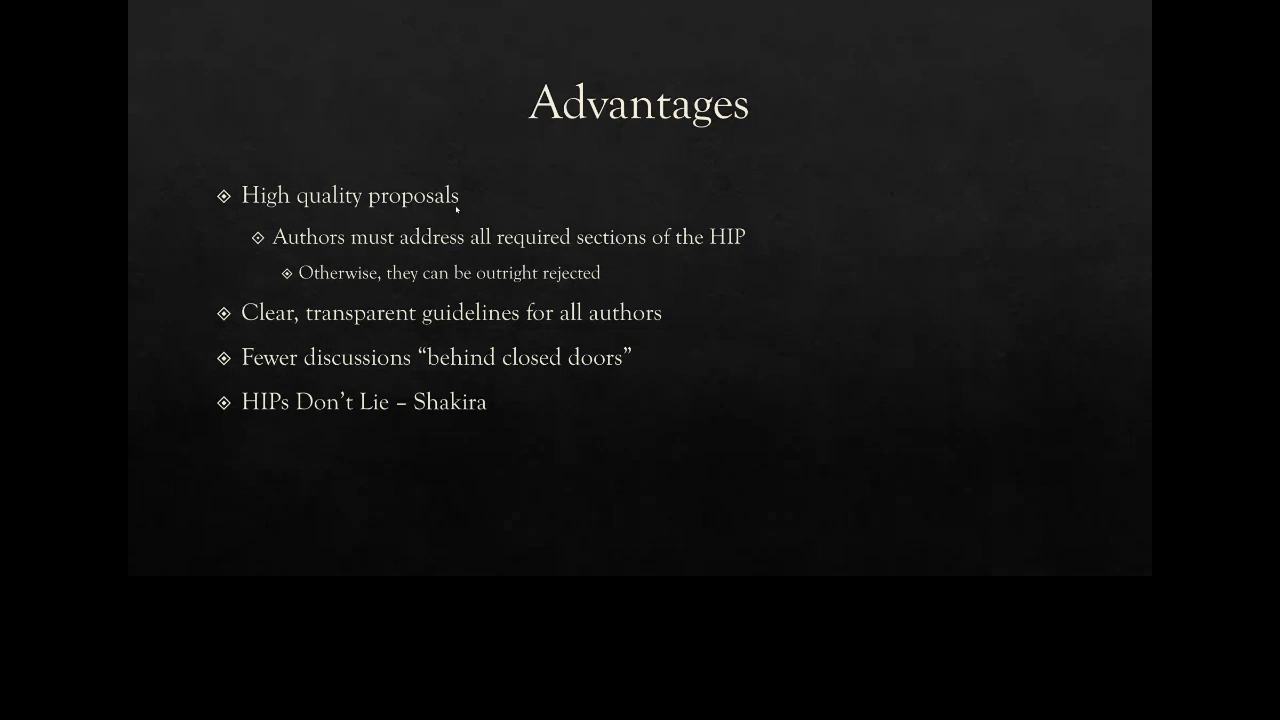 Advantages
High quality proposals
Authors must address all required sections of the HIP
Otherwise, they can be outright rejected
Clear, transparent guidelines for all authors
Fewer discussions “behind closed doors”
HIPs Don’t Lie – Shakira